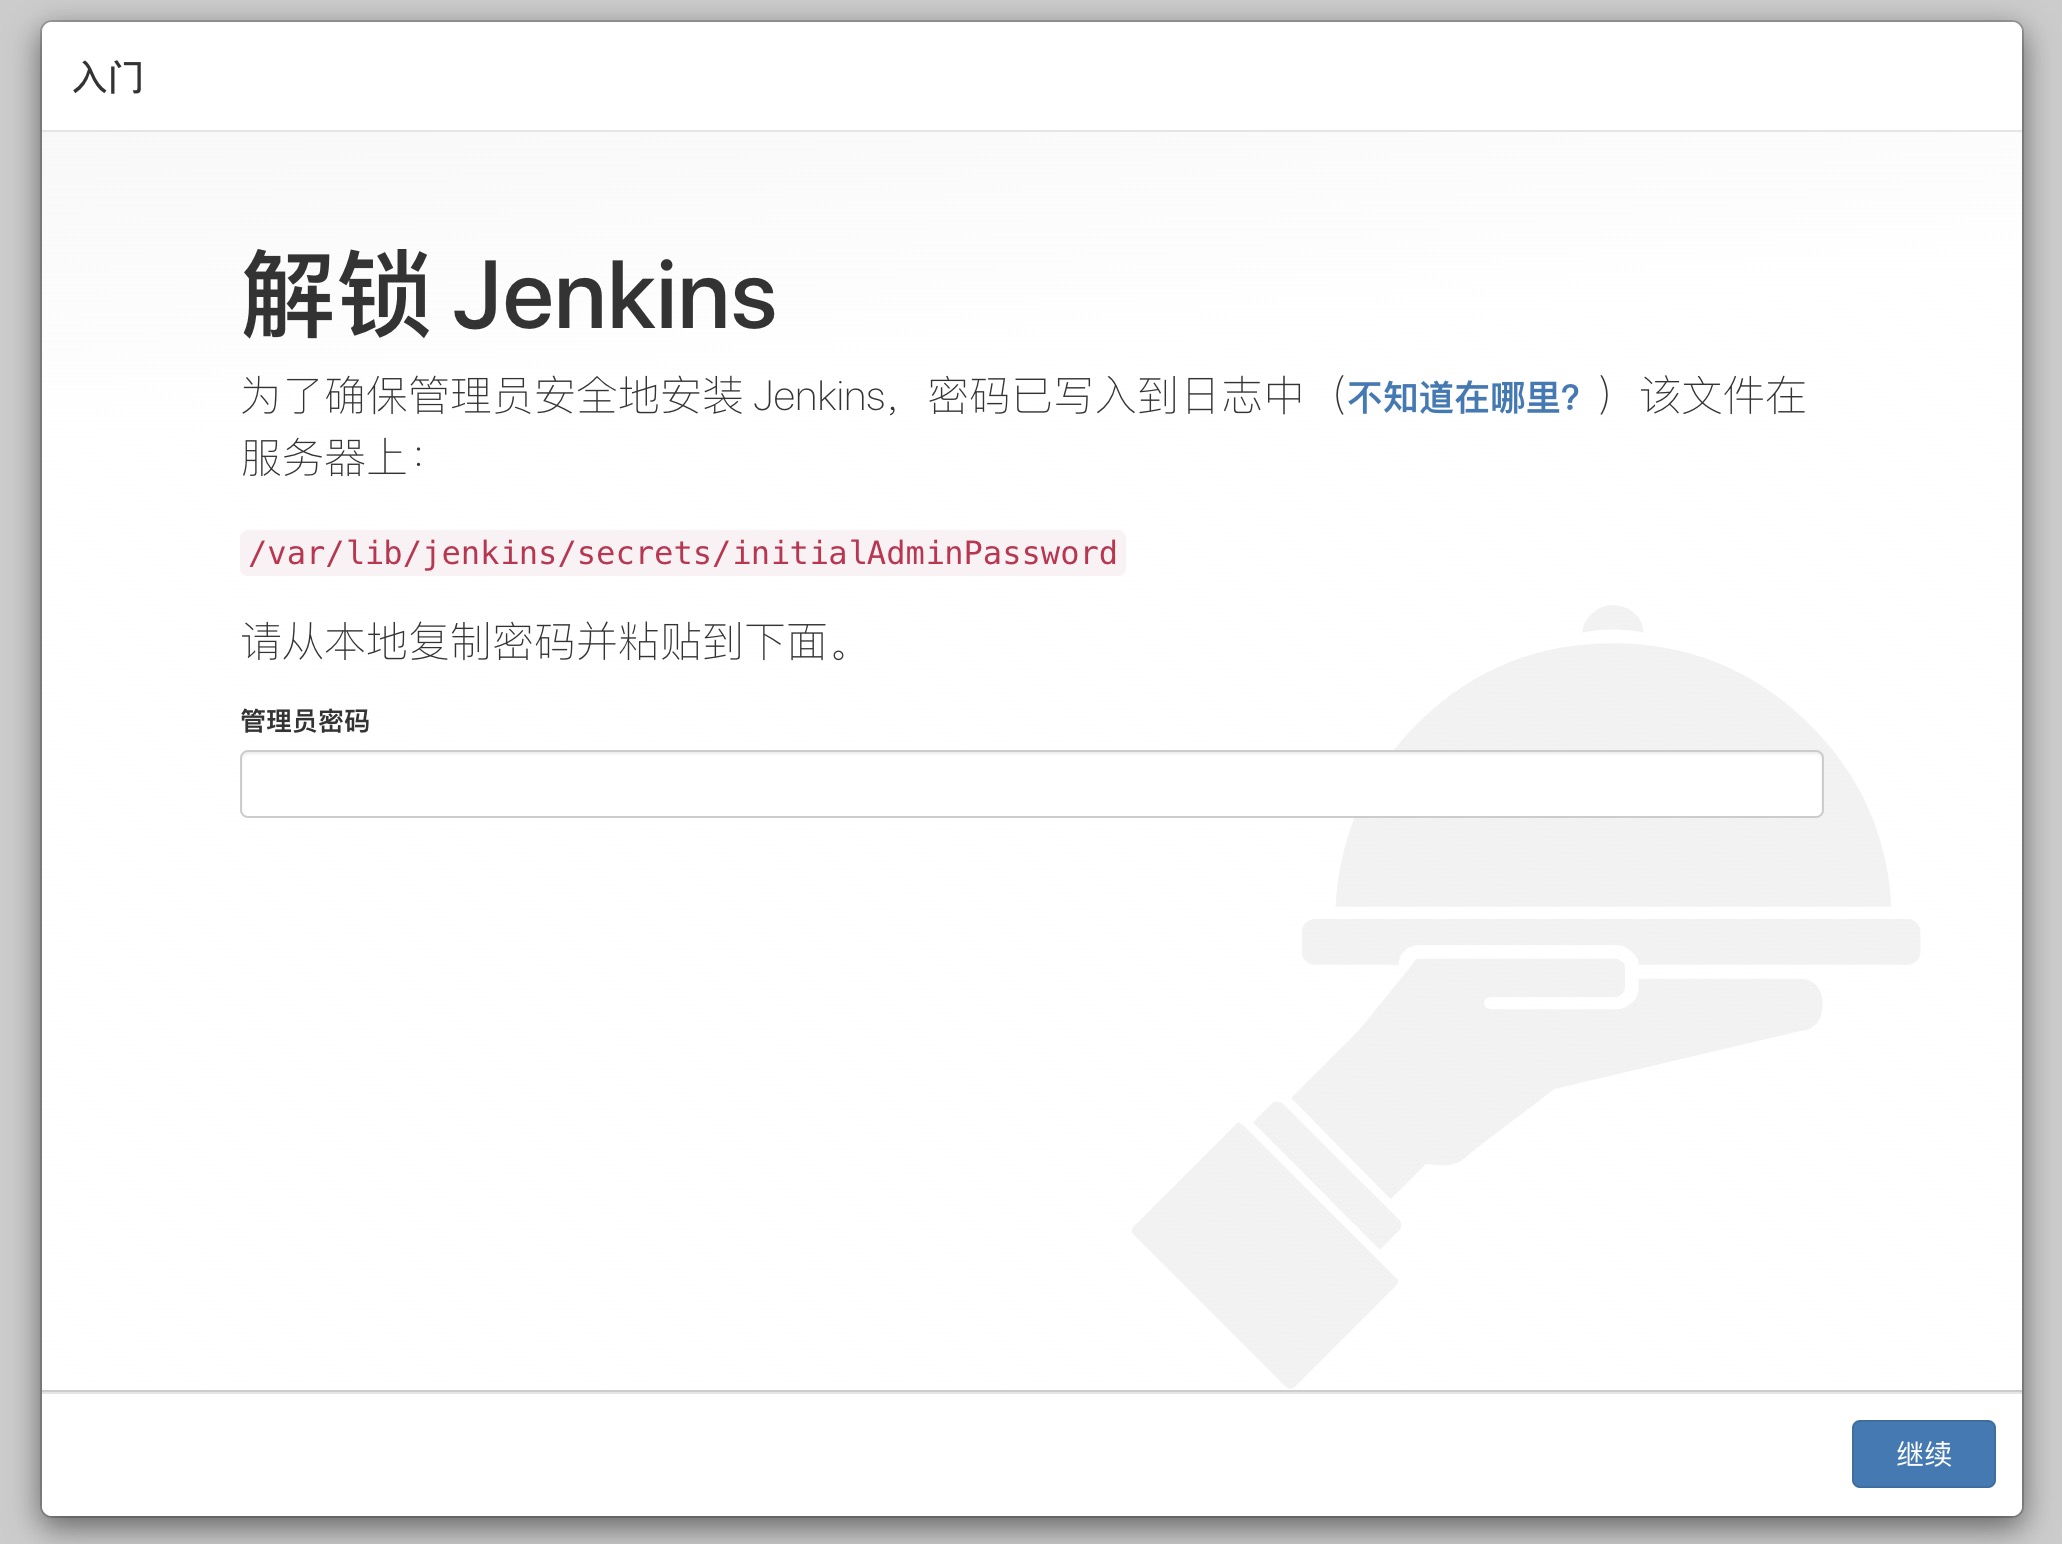 入门
解锁 Jenkins
为了确保管理员安全地安装 Jenkins，密码已写入到日志中（不知道在哪里？）该文件在
服务器上：
/var/lib/jenkins/secrets/initialAdminPassword
请从本地复制密码并粘贴到下面。
管理员密码
继续